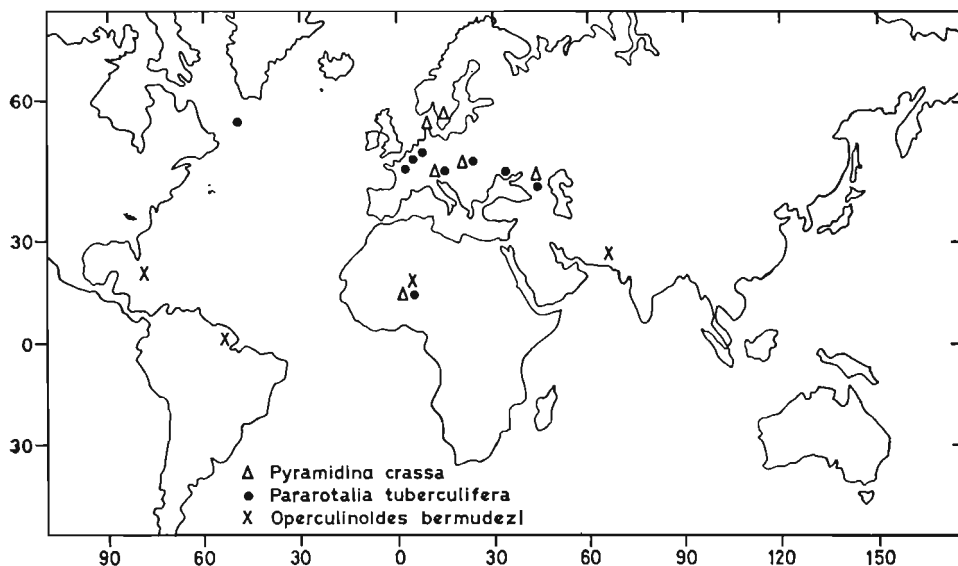 60
30
0
30
Δ Pyramidina crassa
● Pararotalia tuberculifera
X Operculinoides bermudezI
90 60 30 0 30 60 90 120 150